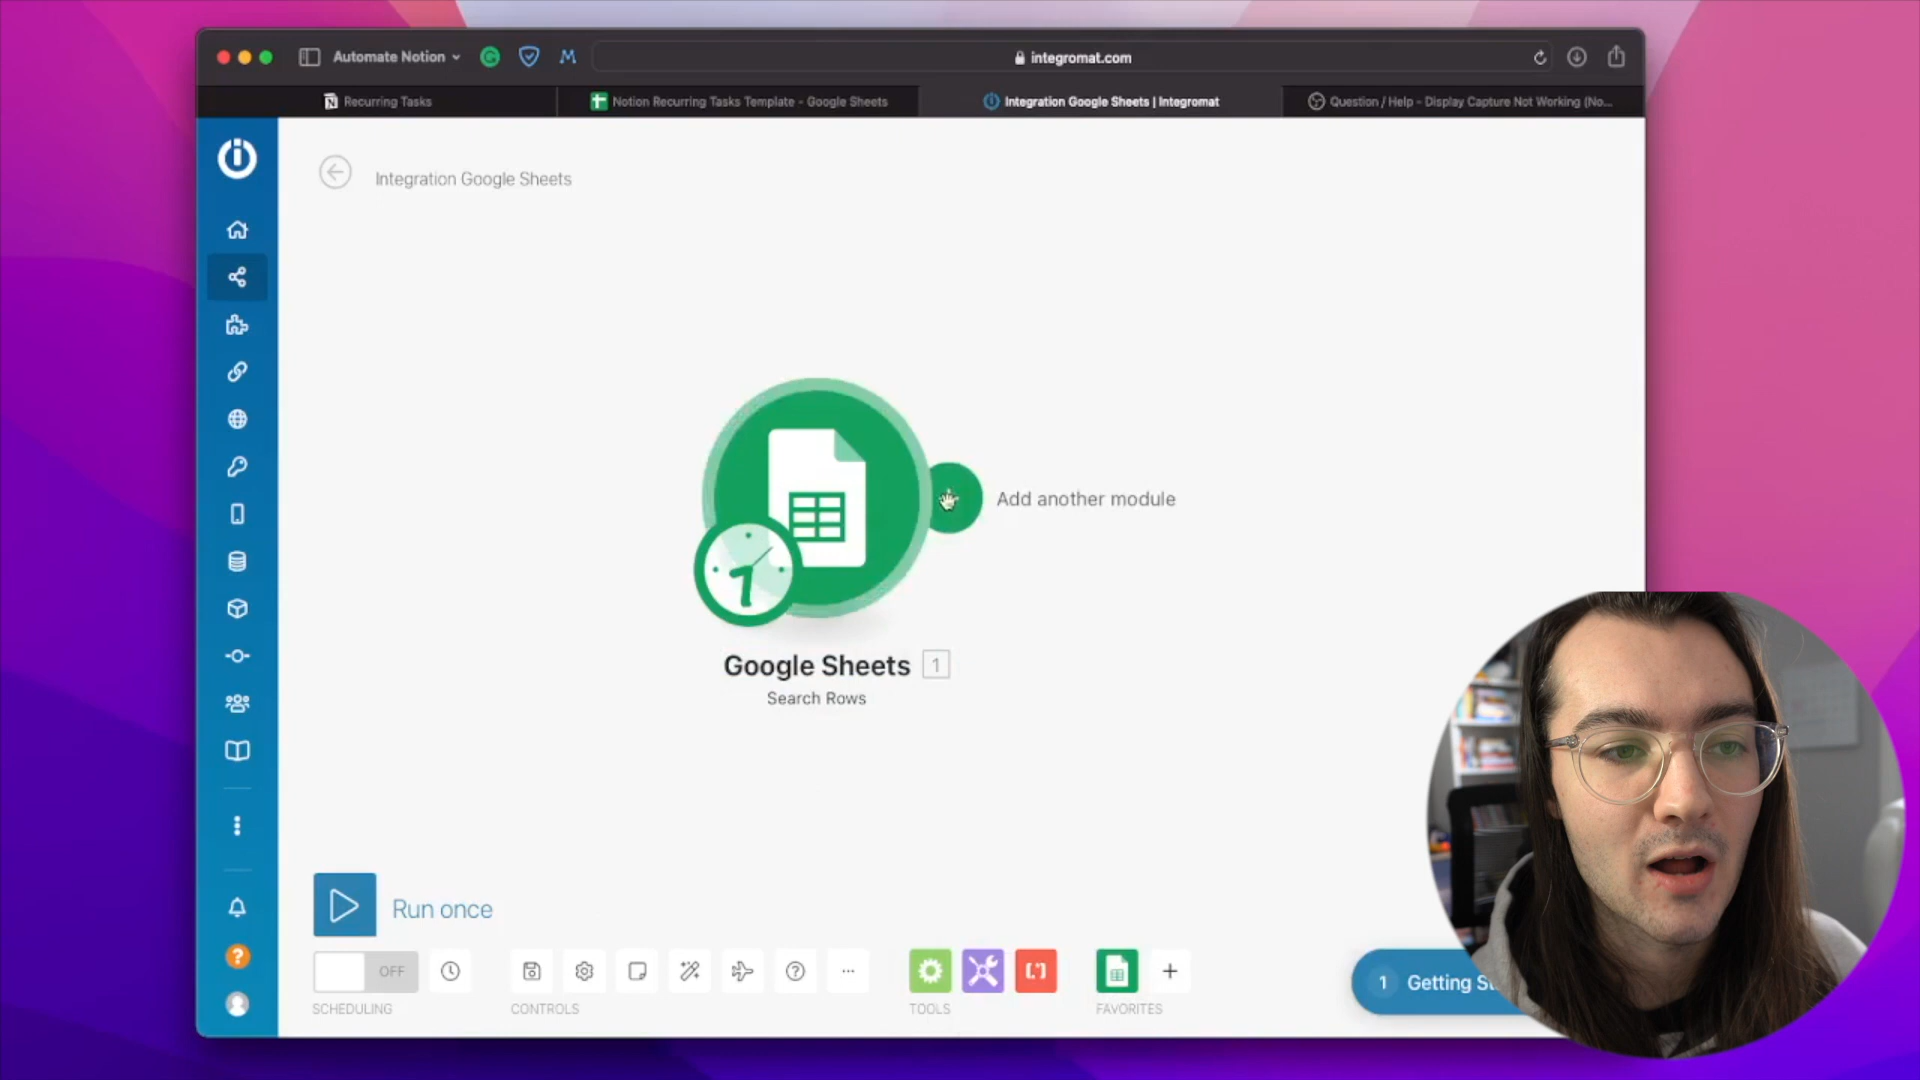 Automate Notion
integromat.com
Recurring Tasks
Notion Recurring Tasks Template - Google Sheets
Integration Google Sheets | Integromat
Question / Help - Display Capture Not Working (No...
Integration Google Sheets
Add another module
Google Sheets 1
Search Rows
Run once
OFF
SCHEDULING
CONTROLS
TOOLS
FAVORITES
1 Getting